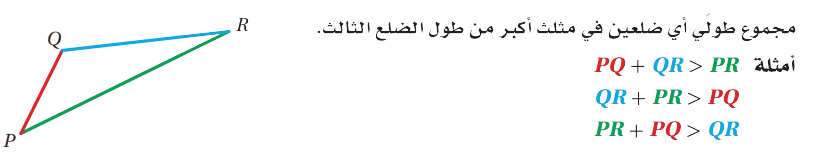 مجموع طولَي أي ضلعين في مثلث أكبر من طول الضلع الثالث.
أمثلة PQ + QR > PR
QR + PR > PQ
PR + PQ > QR
Q
R
P